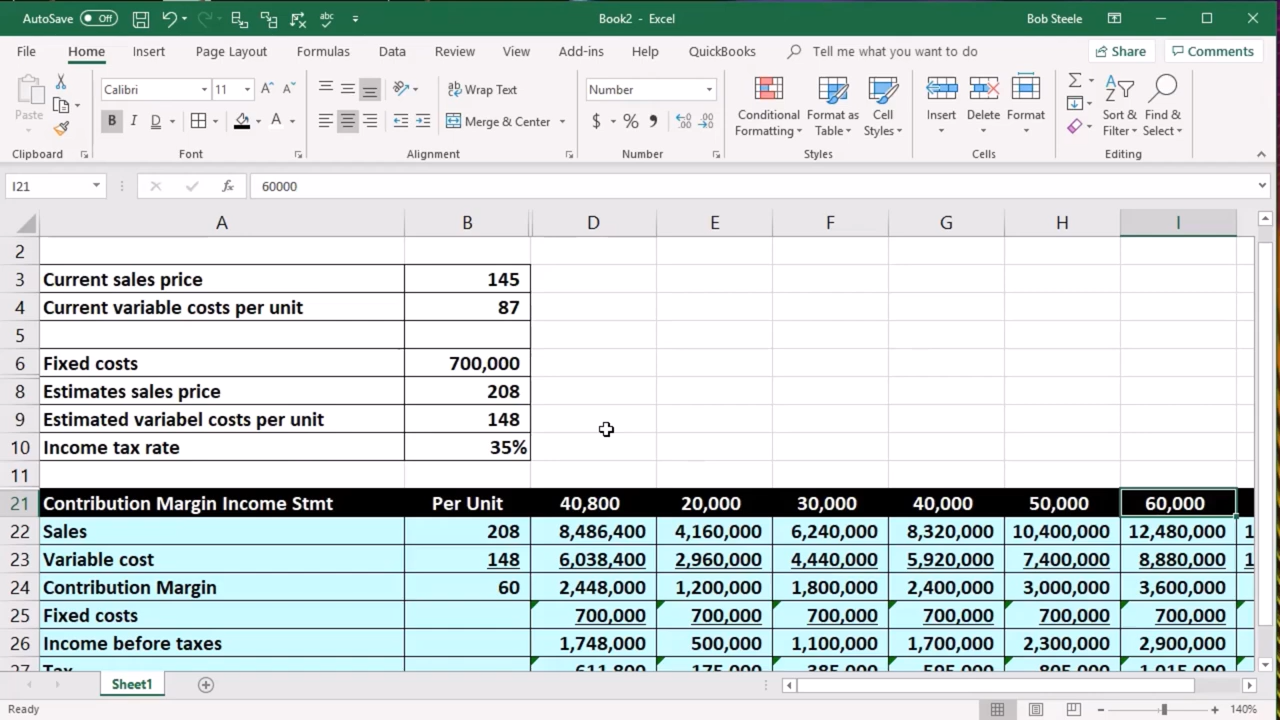 AutoSave Off Book2 - Excel Bob Steele
File Home Insert Page Layout Formulas Data Review View Add-ins Help QuickBooks Tell me what you want to do Share Comments
Paste Calibri 11 Wrap Text Number Conditional Formatting Format as Table Cell Styles Insert Delete Format Sort & Filter Find & Select
B I D A Merge & Center $ %
Clipboard Font Alignment Number Styles Cells Editing
I21 fx 60000
A B D E F G H I
2
3 Current sales price 145
4 Current variable costs per unit 87
5
6 Fixed costs 700,000
8 Estimates sales price 208
9 Estimated variabel costs per unit 148
10 Income tax rate 35%
11
21 Contribution Margin Income Stmt Per Unit 40,800 20,000 30,000 40,000 50,000 60,000
22 Sales 208 8,486,400 4,160,000 6,240,000 8,320,000 10,400,000 12,480,000 1
23 Variable cost 148 6,038,400 2,960,000 4,440,000 5,920,000 7,400,000 8,880,000 1
24 Contribution Margin 60 2,448,000 1,200,000 1,800,000 2,400,000 3,000,000 3,600,000
25 Fixed costs 700,000 700,000 700,000 700,000 700,000 700,000
26 Income before taxes 1,748,000 500,000 1,100,000 1,700,000 2,300,000 2,900,000
27 Tax 611,800 175,000 385,000 595,000 805,000 1,015,000
Sheet1
Ready 140%